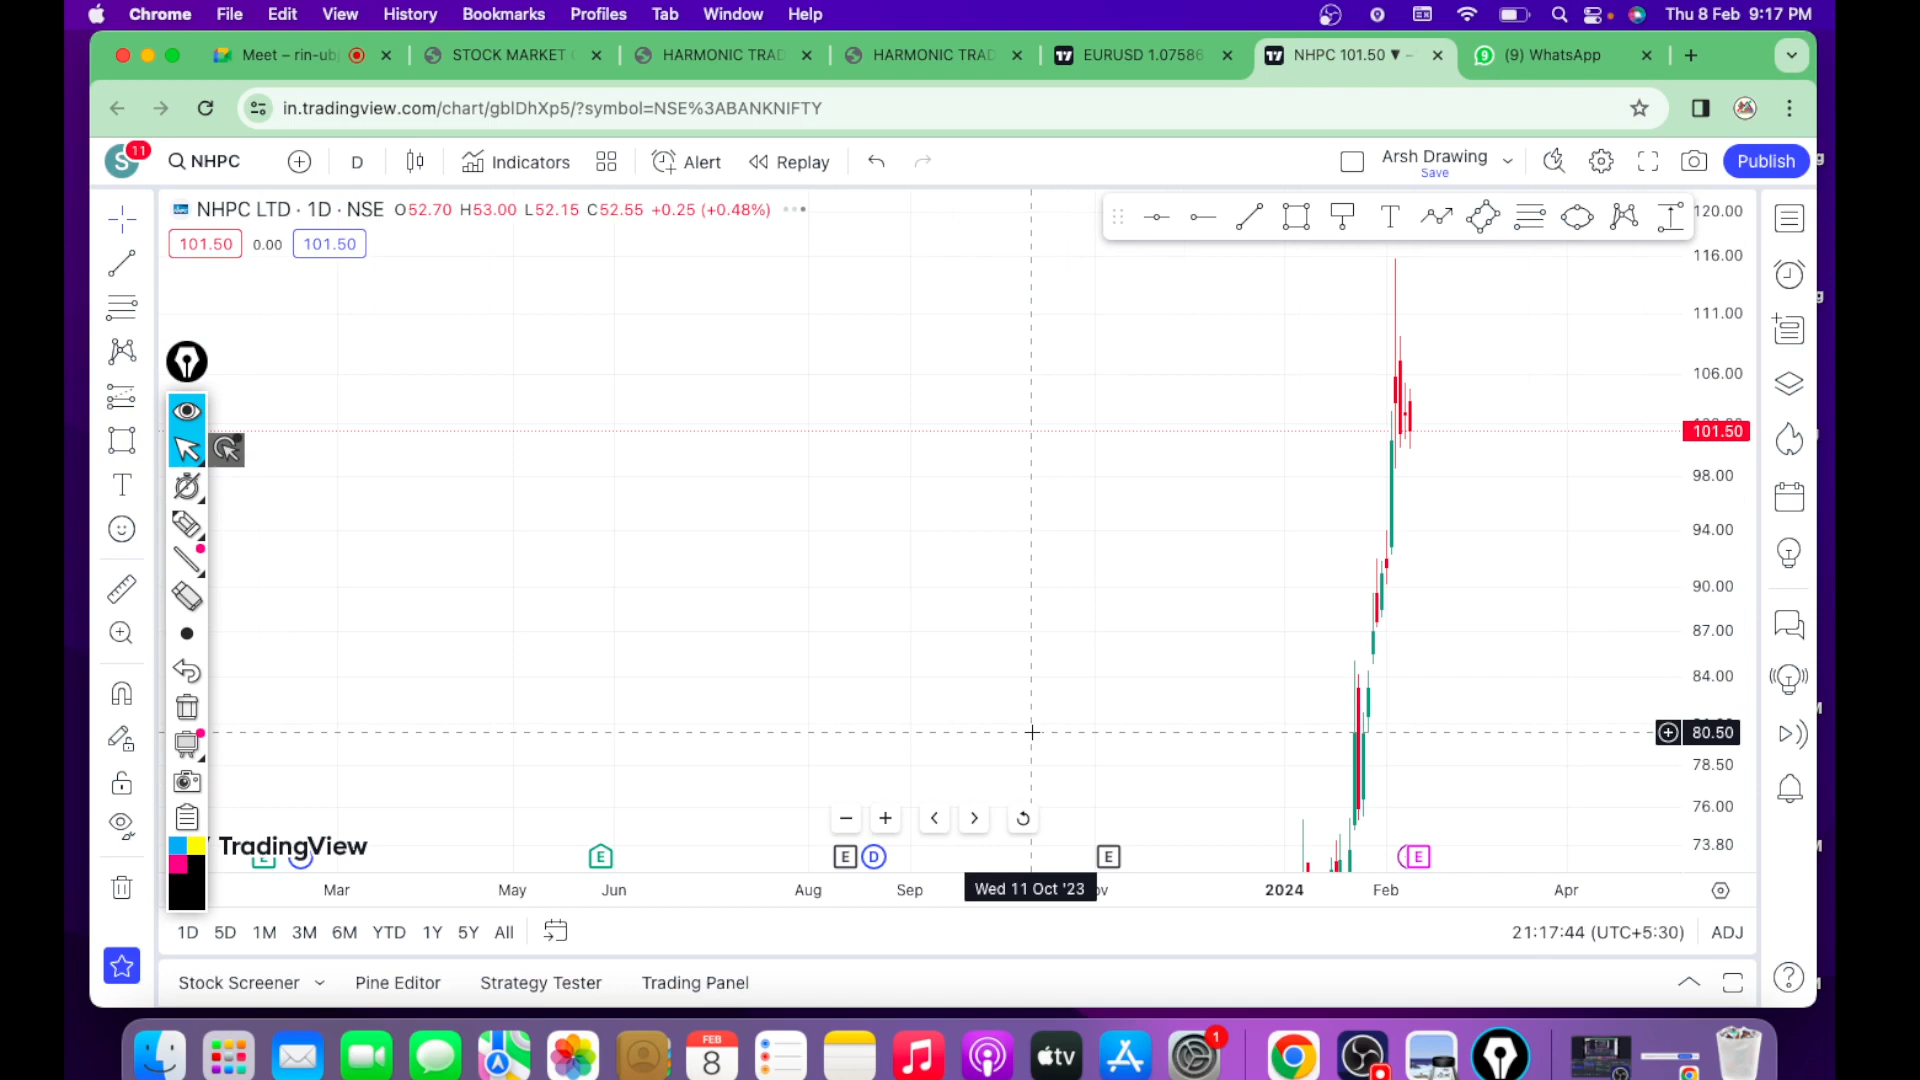 Chrome File Edit View History Bookmarks Profiles Tab Window Help Thu 8 Feb 9:17 PM
Meet – rin-ub STOCK MARKET HARMONIC TRAD HARMONIC TRAD EURUSD 1.07586 NHPC 101.50 ▼ – (9) WhatsApp
in.tradingview.com/chart/gblDhXp5/?symbol=NSE%3ABANKNIFTY
S 11 NHPC D Indicators Alert Replay Arsh Drawing Save Publish
NHPC LTD · 1D · NSE O52.70 H53.00 L52.15 C52.55 +0.25 (+0.48%)
101.50 0.00 101.50
120.00
116.00
111.00
106.00
101.50
98.00
94.00
90.00
87.00
84.00
80.50
78.50
76.00
73.80
TradingView
E E D E E
Mar May Jun Aug Sep Wed 11 Oct '23 2024 Feb Apr
1D 5D 1M 3M 6M YTD 1Y 5Y All 21:17:44 (UTC+5:30) ADJ
Stock Screener Pine Editor Strategy Tester Trading Panel
FEB
8
tv
1